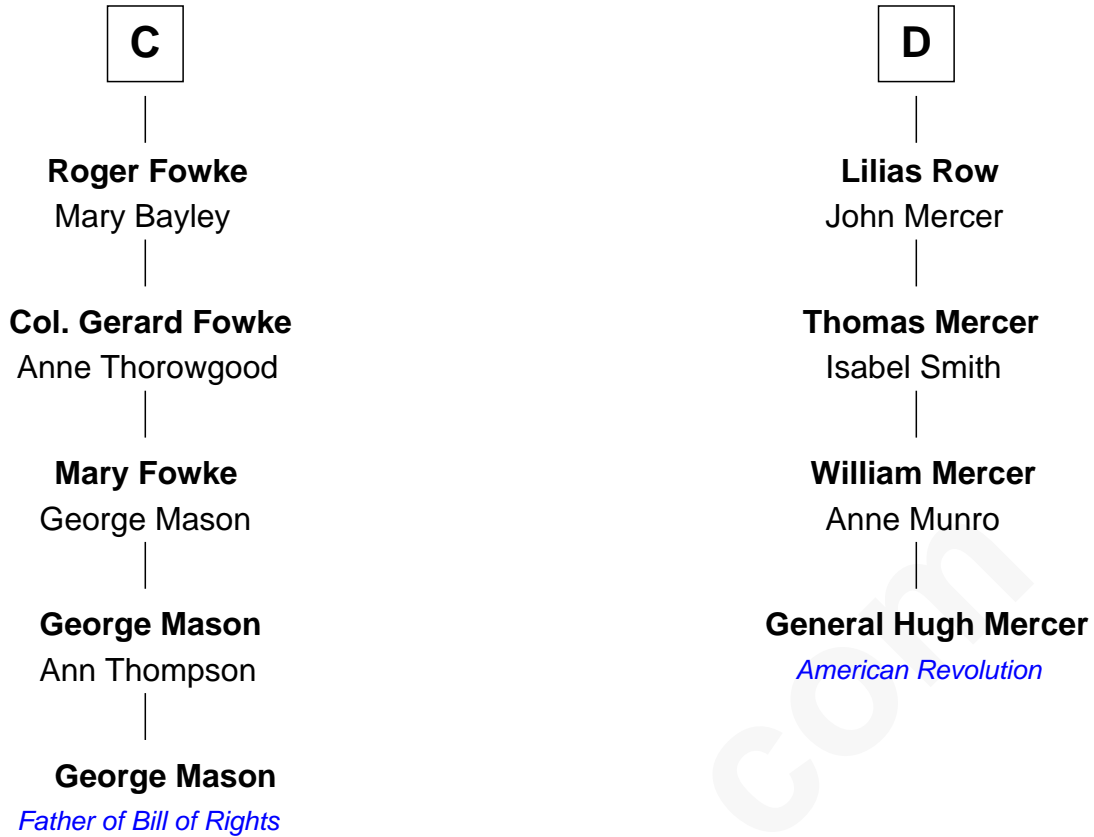 C
Roger Fowke
Mary Bayley
Col. Gerard Fowke
Anne Thorowgood
Mary Fowke
George Mason
George Mason
Ann Thompson
George Mason
Father of Bill of Rights
D
Lilias Row
John Mercer
Thomas Mercer
Isabel Smith
William Mercer
Anne Munro
General Hugh Mercer
American Revolution
com